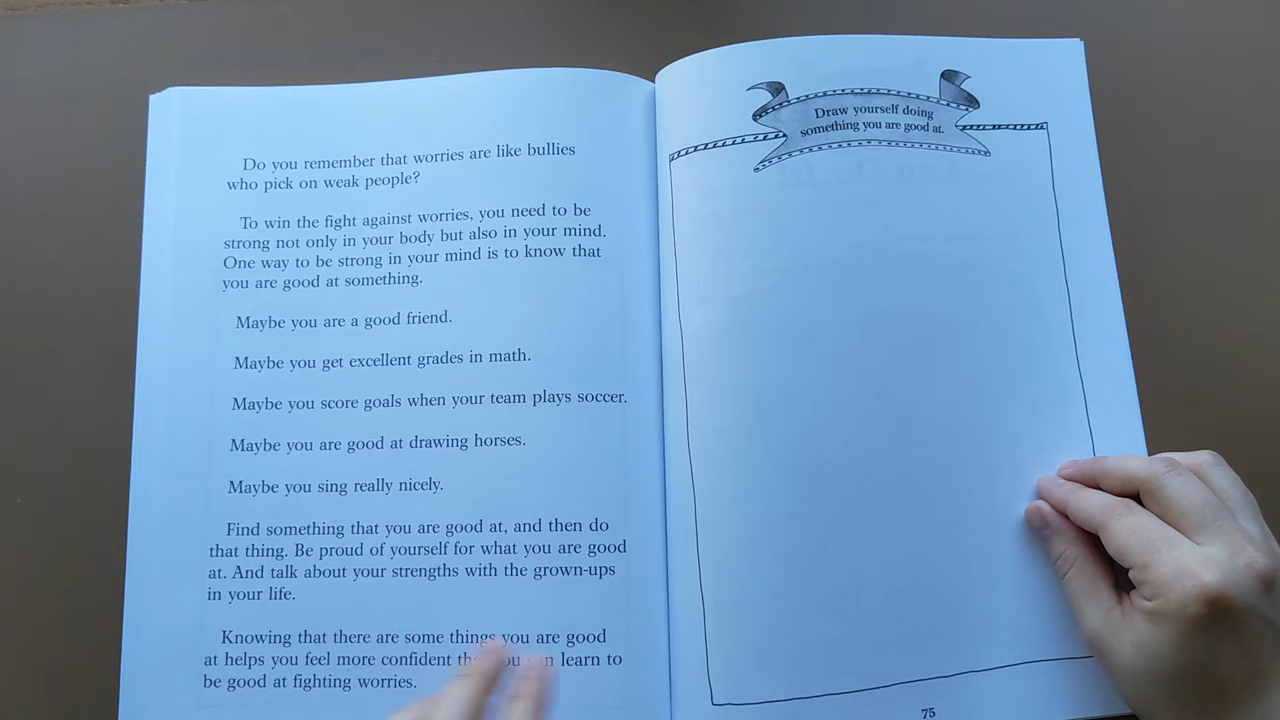 Do you remember that worries are like bullies
who pick on weak people?
To win the fight against worries, you need to be
strong not only in your body but also in your mind.
One way to be strong in your mind is to know that
you are good at something.
Maybe you are a good friend.
Maybe you get excellent grades in math.
Maybe you score goals when your team plays soccer.
Maybe you are good at drawing horses.
Maybe you sing really nicely.
Find something that you are good at, and then do
that thing. Be proud of yourself for what you are good
at. And talk about your strengths with the grown-ups
in your life.
Knowing that there are some things you are good
at helps you feel more confident learn to
be good at fighting worries.
Draw yourself doing
something you are good at.
75